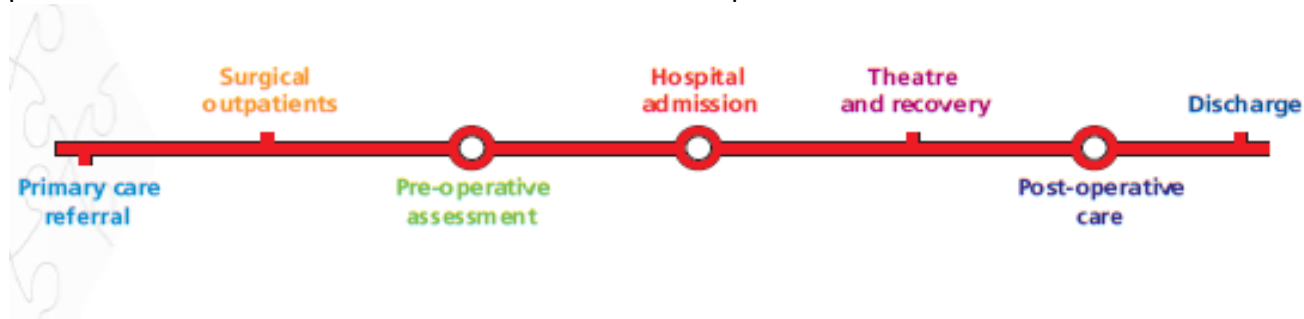 Primary care
referral
Surgical
outpatients
Pre-operative
assessment
Hospital
admission
Theatre
and recovery
Post-operative
care
Discharge